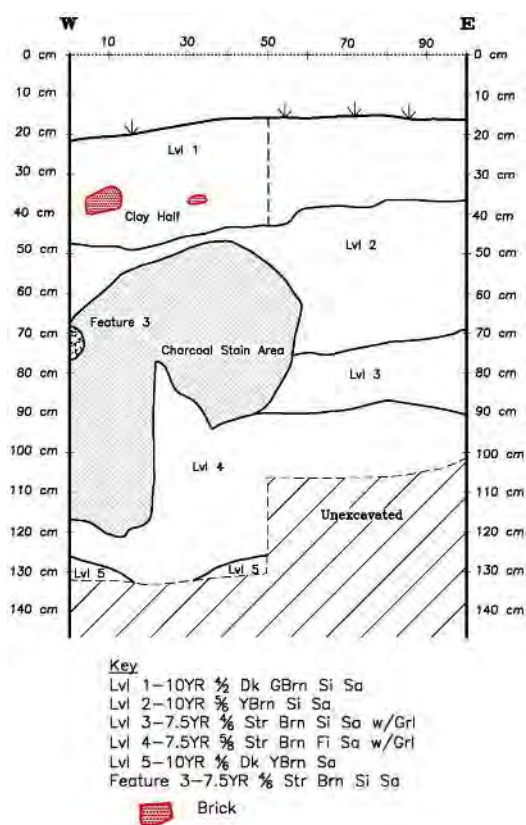 W E
0 cm 10 30 50 70 90 0 cm
10 cm 10 cm
20 cm 20 cm
Lvl 1
30 cm 30 cm
40 cm Clay Half 40 cm
50 cm Lvl 2 50 cm
60 cm 60 cm
Feature 3
70 cm 70 cm
Charcoal Stain Area
80 cm Lvl 3 80 cm
90 cm 90 cm
100 cm Lvl 4 100 cm
110 cm 110 cm
Unexcavated
120 cm 120 cm
130 cm Lvl 5 Lvl 5 130 cm
140 cm 140 cm
Key
Lvl 1-10YR 4/2 Dk GBrn Si Sa
Lvl 2-10YR 5/6 YBrn Si Sa
Lvl 3-7.5YR 4/6 Str Brn Si Sa w/Grl
Lvl 4-7.5YR 5/8 Str Brn Fi Sa w/Grl
Lvl 5-10YR 4/6 Dk YBrn Sa
Feature 3-7.5YR 4/6 Str Brn Si Sa
Brick